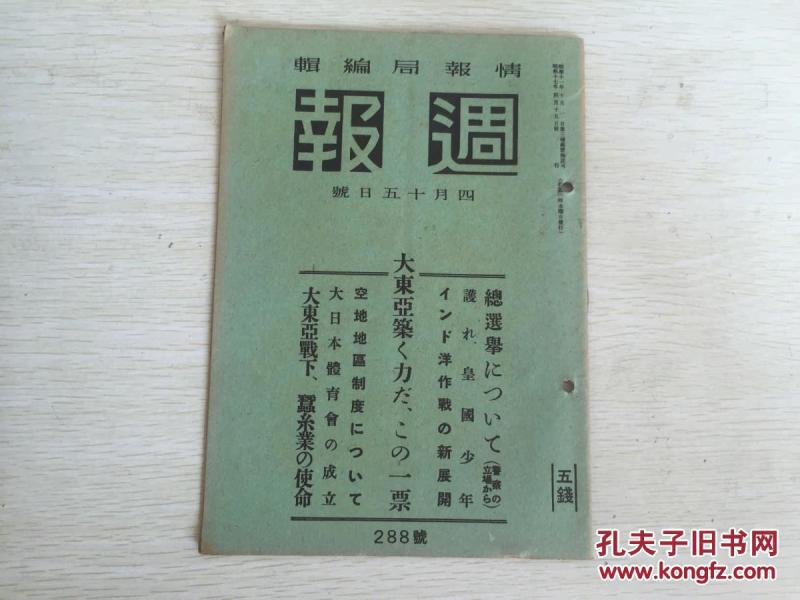 情報局編輯
週報
四月十五日號
總選擧について(警察の立場から)
護れ、皇國少年
インド洋作戰の新展開
大東亞築く力だ、この一票
空地地區制度について
大日本體育會の成立
大東亞戰下、蠶糸業の使命
五錢
288號
孔夫子旧书网
www.kongfz.com